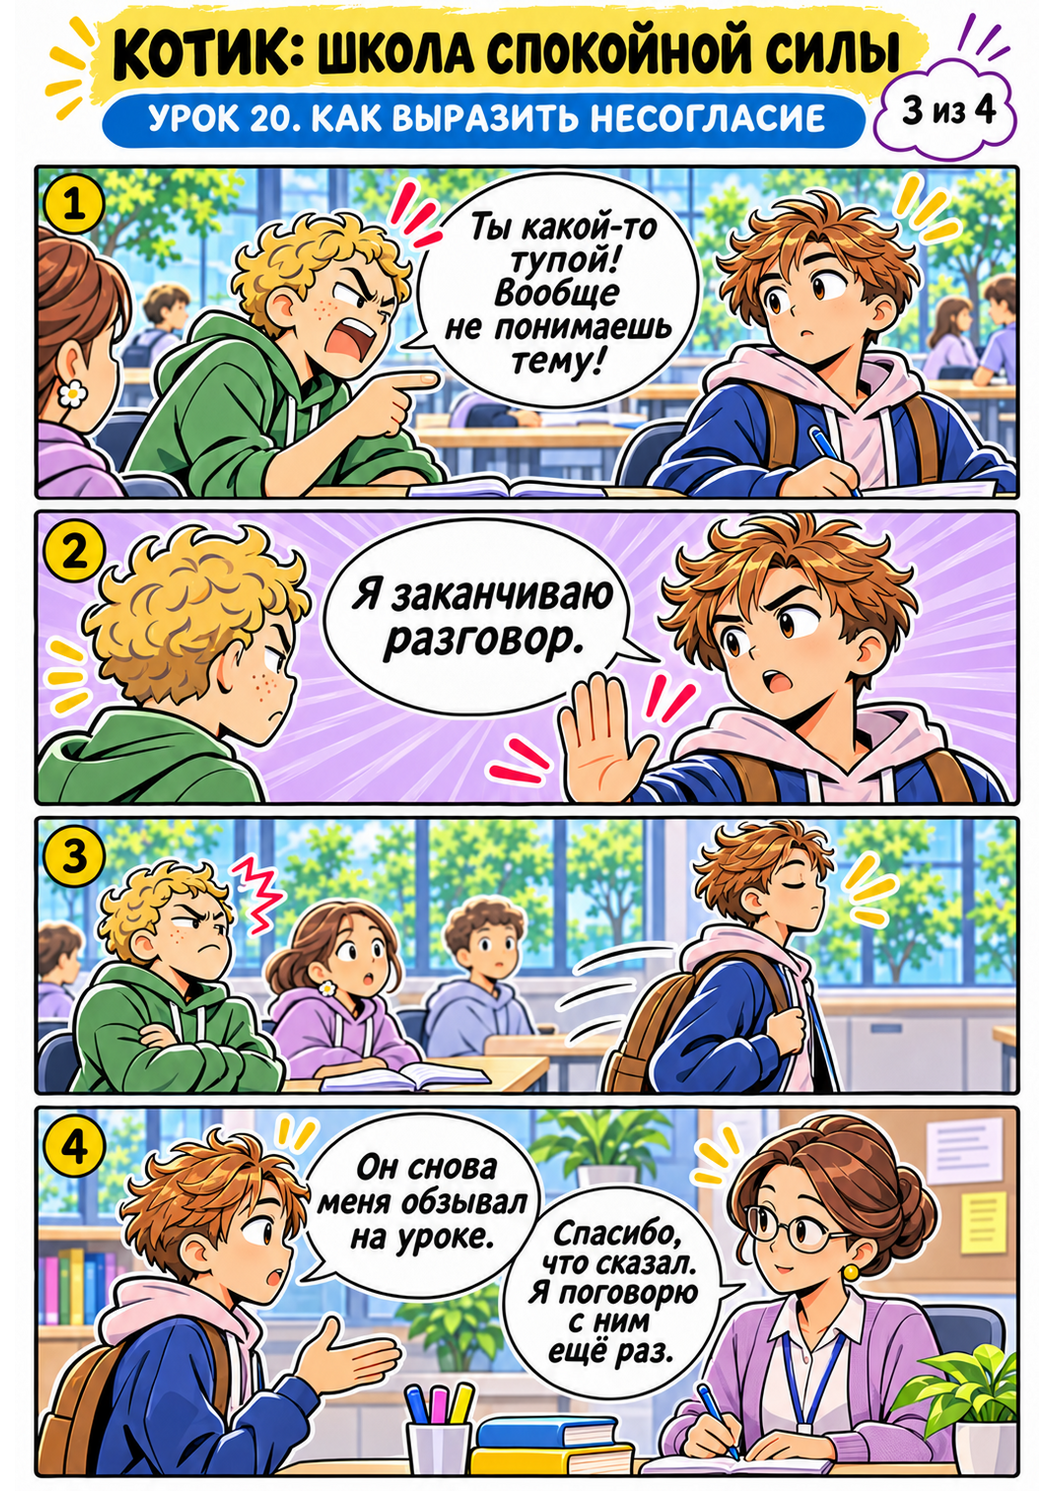 КОТИК: ШКОЛА СПОКОЙНОЙ СИЛЫ
УРОК 20. КАК ВЫРАЗИТЬ НЕСОГЛАСИЕ
3 из 4
1
Ты какой-то
тупой!
Вообще
не понимаешь
тему!
2
Я заканчиваю
разговор.
3
4
Он снова
меня обзывал
на уроке.
Спасибо,
что сказал.
Я поговорю
с ним
ещё раз.